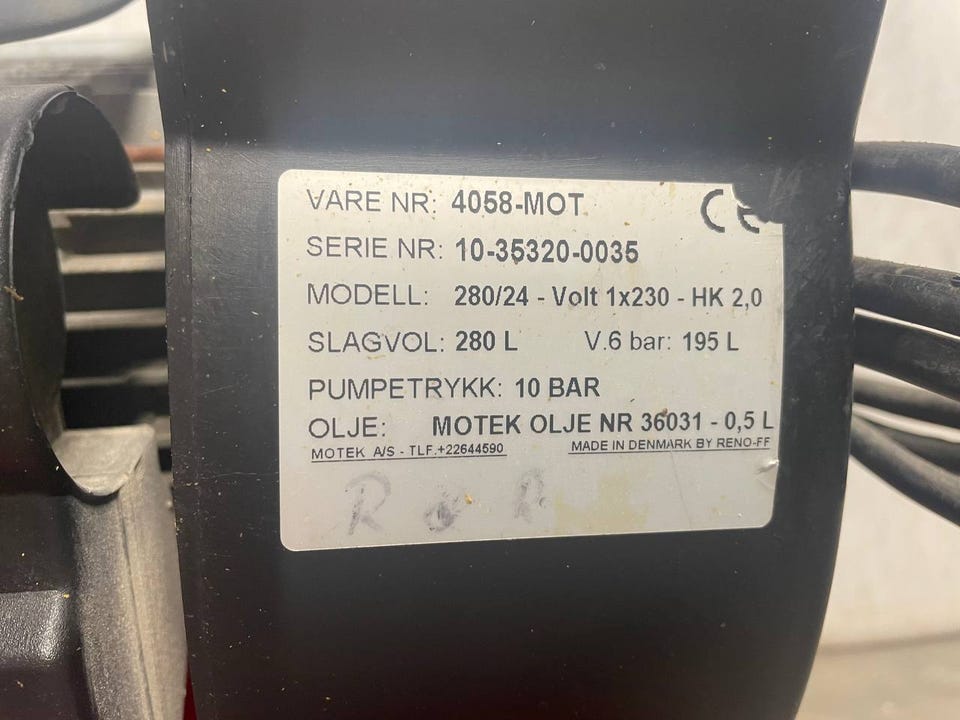 VARE NR: 4058-MOT CE
SERIE NR: 10-35320-0035
MODELL: 280/24 - Volt 1x230 - HK 2,0
SLAGVOL: 280 L V.6 bar: 195 L
PUMPETRYKK: 10 BAR
OLJE: MOTEK OLJE NR 36031 - 0,5 L
MOTEK A/S - TLF.+22644590 MADE IN DENMARK BY RENO-FF